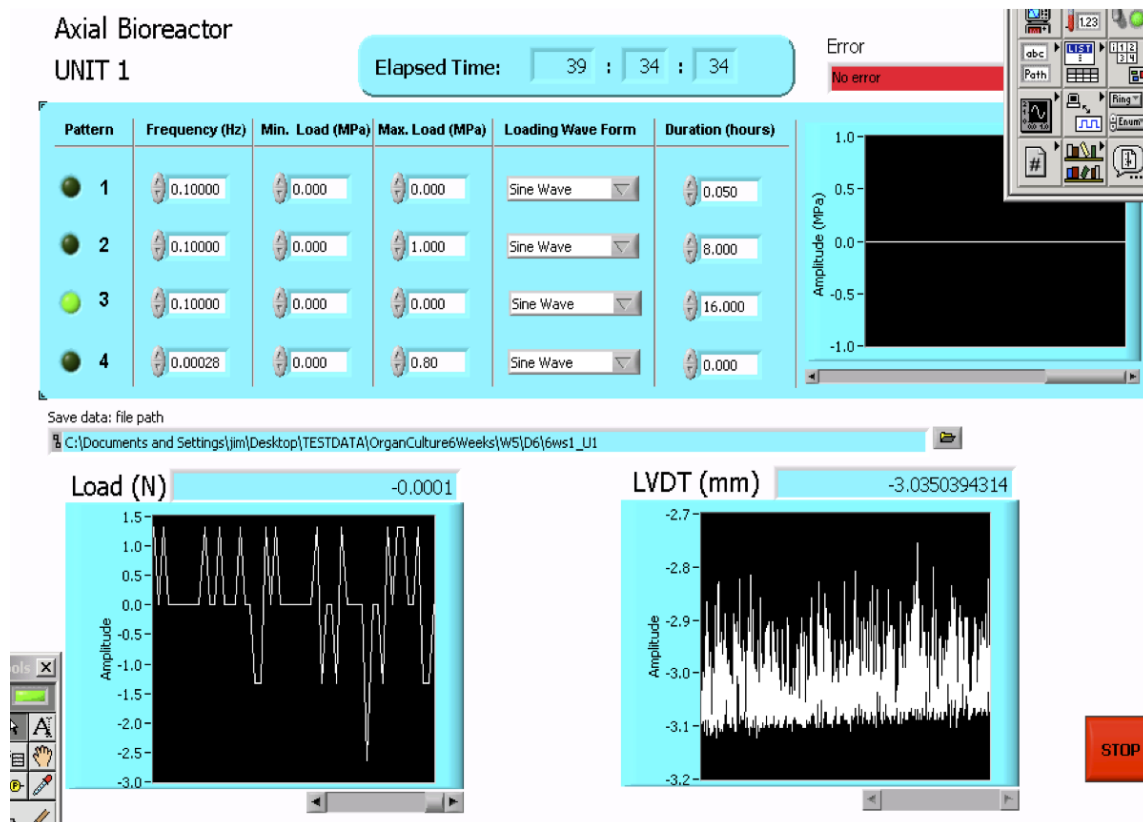 Axial Bioreactor
UNIT 1
Elapsed Time: 39 : 34 : 34
Error
No error
abc
Path
LIST
1.23
Ring
Enum
#
Pattern Frequency (Hz) Min. Load (MPa) Max. Load (MPa) Loading Wave Form Duration (hours)
1 0.10000 0.000 0.000 Sine Wave 0.050
2 0.10000 0.000 1.000 Sine Wave 8.000
3 0.10000 0.000 0.000 Sine Wave 16.000
4 0.00028 0.000 0.80 Sine Wave 0.000
Amplitude (MPa)
1.0
0.5
0.0
-0.5
-1.0
Save data: file path
C:\Documents and Settings\jim\Desktop\TESTDATA\OrganCulture6Weeks\W5\D6\6ws1_U1
Load (N) -0.0001
Amplitude
1.5
1.0
0.5
0.0
-0.5
-1.0
-1.5
-2.0
-2.5
-3.0
LVDT (mm) -3.0350394314
Amplitude
-2.7
-2.8
-2.9
-3.0
-3.1
-3.2
ols
A
P
STOP